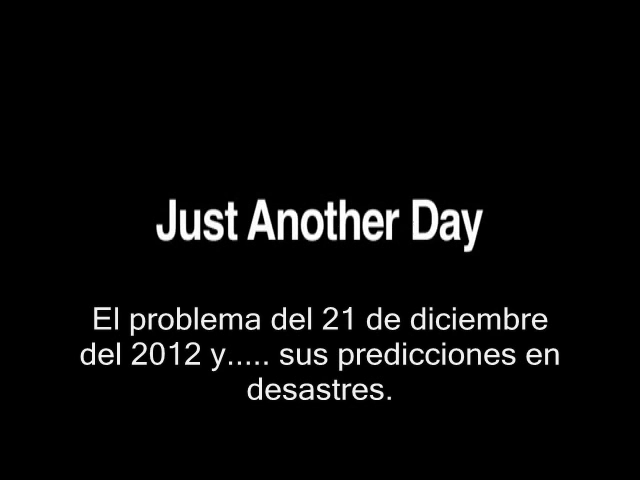 Just Another Day
El problema del 21 de diciembre
del 2012 y..... sus predicciones en
desastres.